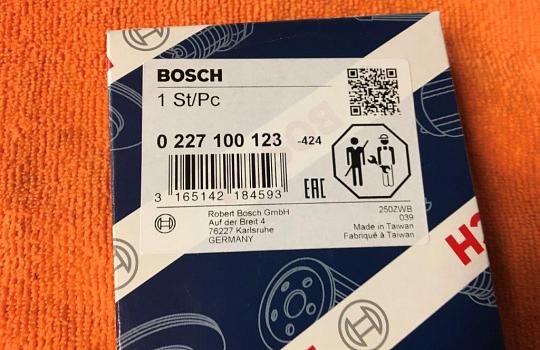 BOSCH
1 St/Pc
0 227 100 123 -424
3 165142 184593
EAC
Robert Bosch GmbH
Auf der Breit 4
76227 Karlsruhe
GERMANY
250ZWB
039
Made in Taiwan
Fabriqué à Taiwan